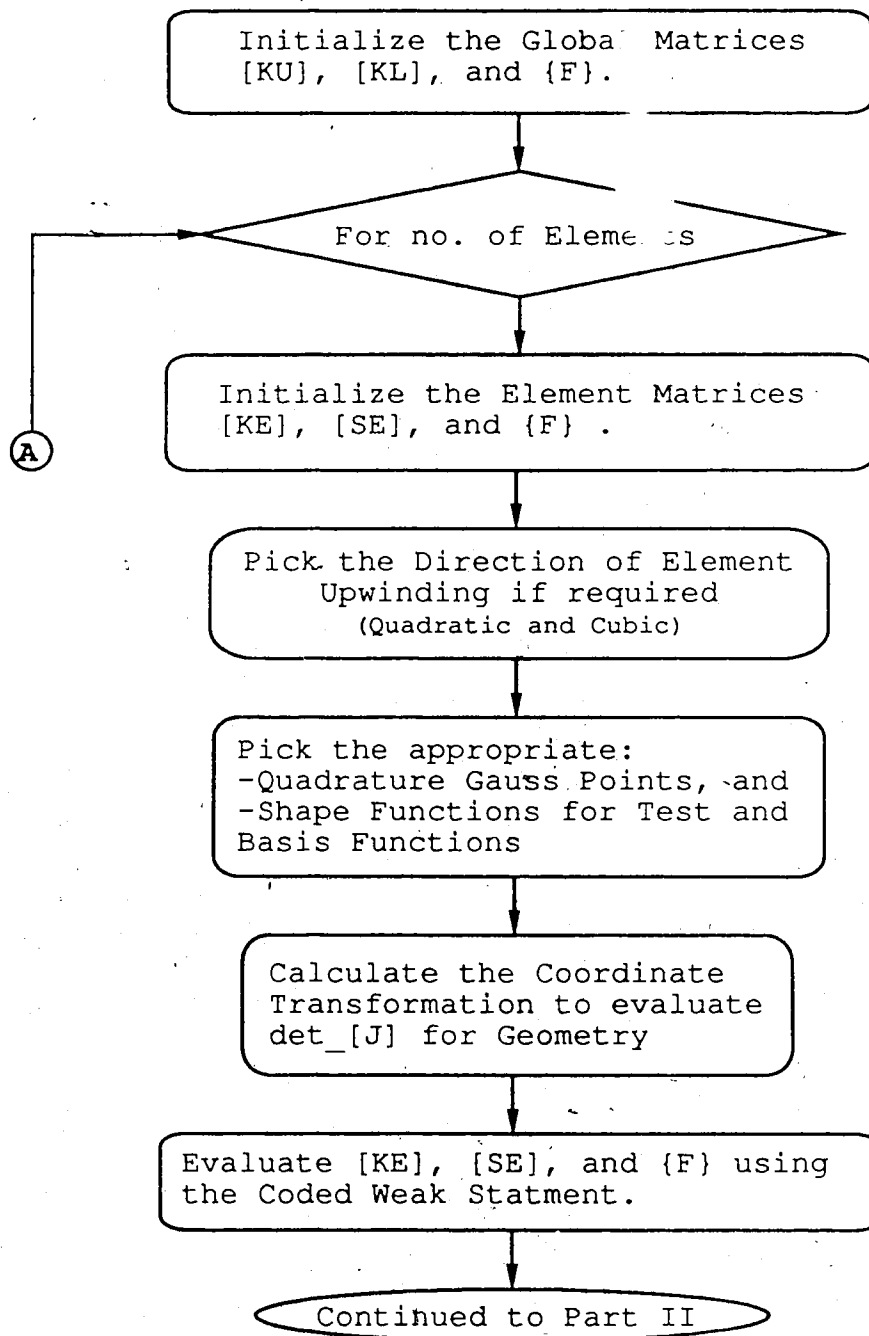 Initialize the Global Matrices
[KU], [KL], and {F}.
For no. of Elements
Initialize the Element Matrices
[KE], [SE], and {F} .
A
Pick the Direction of Element
Upwinding if required
(Quadratic and Cubic)
Pick the appropriate:
-Quadrature Gauss Points, and
-Shape Functions for Test and
Basis Functions
Calculate the Coordinate
Transformation to evaluate
det_[J] for Geometry
Evaluate [KE], [SE], and {F} using
the Coded Weak Statment.
Continued to Part II